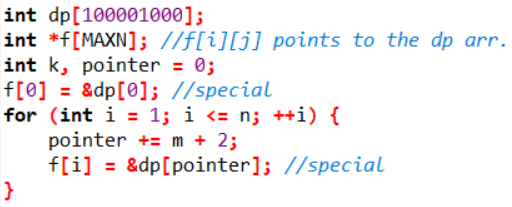 int dp[100001000];
int *f[MAXN]; //f[i][j] points to the dp arr.
int k, pointer = 0;
f[0] = &dp[0]; //special
for (int i = 1; i <= n; ++i) {
    pointer += m + 2;
    f[i] = &dp[pointer]; //special
}